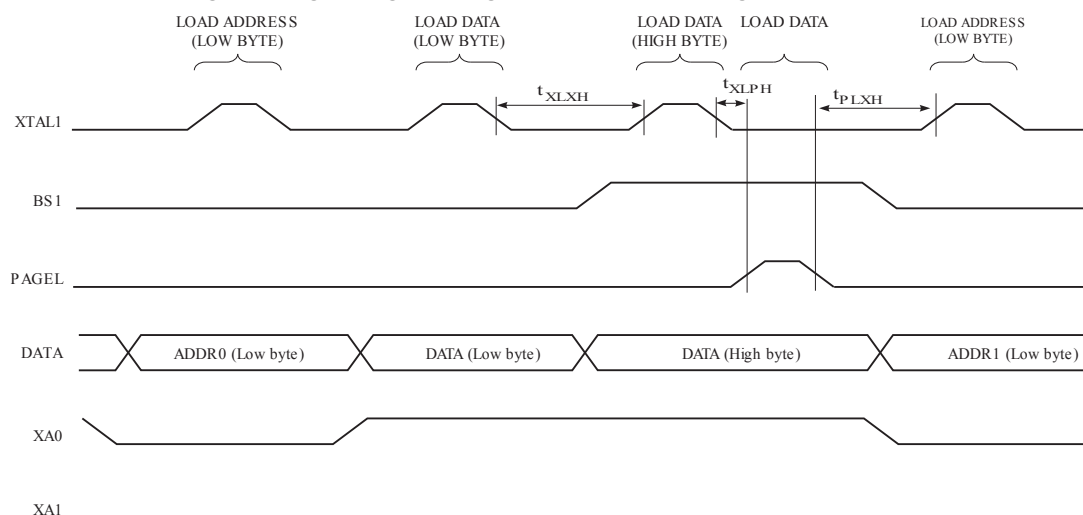 LOAD ADDRESS (LOW BYTE)
LOAD DATA (LOW BYTE)
LOAD DATA (HIGH BYTE)
LOAD DATA
LOAD ADDRESS (LOW BYTE)
tXLXH
tXLPH
tPLXH
XTAL1
BS1
PAGEL
DATA
ADDR0 (Low byte)
DATA (Low byte)
DATA (High byte)
ADDR1 (Low byte)
XA0
XA1